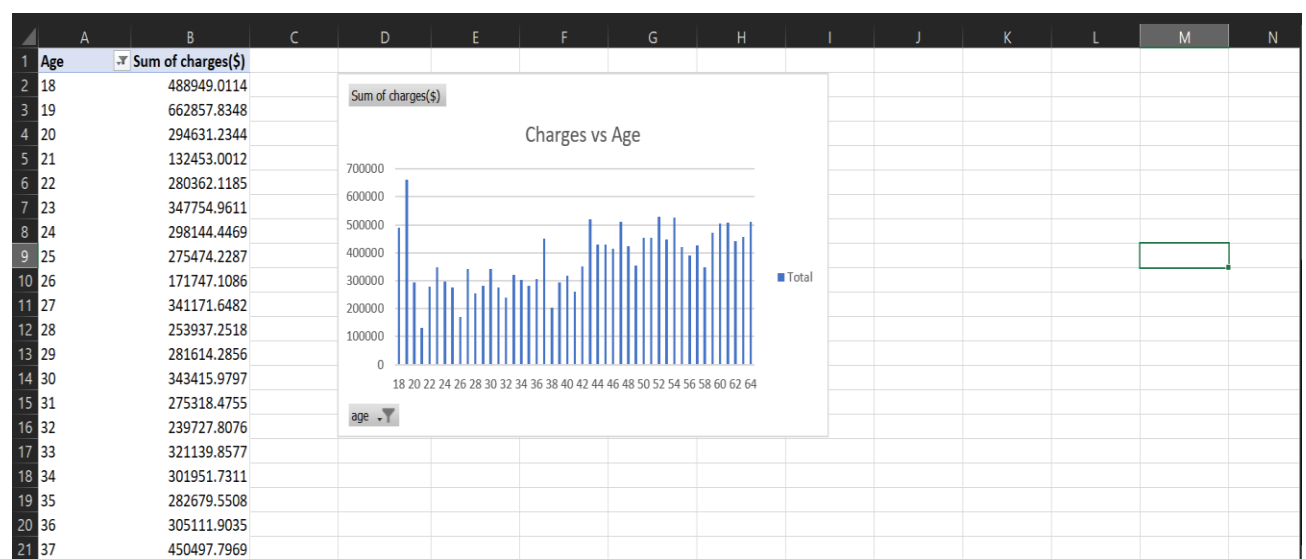 A B C D E F G H I J K L M N
1 Age Sum of charges($)
2 18 488949.0114
3 19 662857.8348
4 20 294631.2344
5 21 132453.0012
6 22 280362.1185
7 23 347754.9611
8 24 298144.4469
9 25 275474.2287
10 26 171747.1086
11 27 341171.6482
12 28 253937.2518
13 29 281614.2856
14 30 343415.9797
15 31 275318.4755
16 32 239727.8076
17 33 321139.8577
18 34 301951.7311
19 35 282679.5508
20 36 305111.9035
21 37 450497.7969
Sum of charges($)
Charges vs Age
700000
600000
500000
400000
300000
200000
100000
0
18 20 22 24 26 28 30 32 34 36 38 40 42 44 46 48 50 52 54 56 58 60 62 64
Total
age